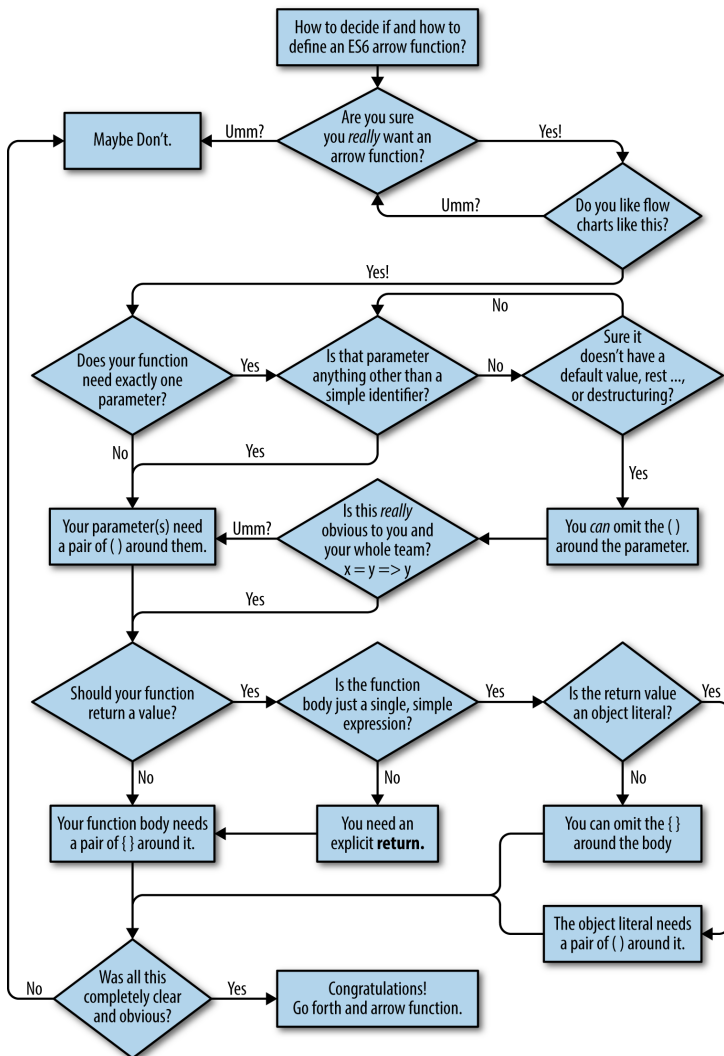 How to decide if and how to
define an ES6 arrow function?
Are you sure
you really want an
arrow function?
Umm?
Maybe Don't.
Yes!
Do you like flow
charts like this?
Umm?
Yes!
Does your function
need exactly one
parameter?
Yes
Is that parameter
anything other than a
simple identifier?
No
No
Sure it
doesn't have a
default value, rest ...,
or destructuring?
No
Yes
Yes
Your parameter(s) need
a pair of ( ) around them.
Umm?
Is this really
obvious to you and
your whole team?
x = y => y
You can omit the ( )
around the parameter.
Yes
Should your function
return a value?
Yes
Is the function
body just a single, simple
expression?
Yes
Is the return value
an object literal?
Yes
No
No
No
Your function body needs
a pair of { } around it.
You need an
explicit return.
You can omit the { }
around the body
The object literal needs
a pair of ( ) around it.
No
Was all this
completely clear
and obvious?
Yes
Congratulations!
Go forth and arrow function.